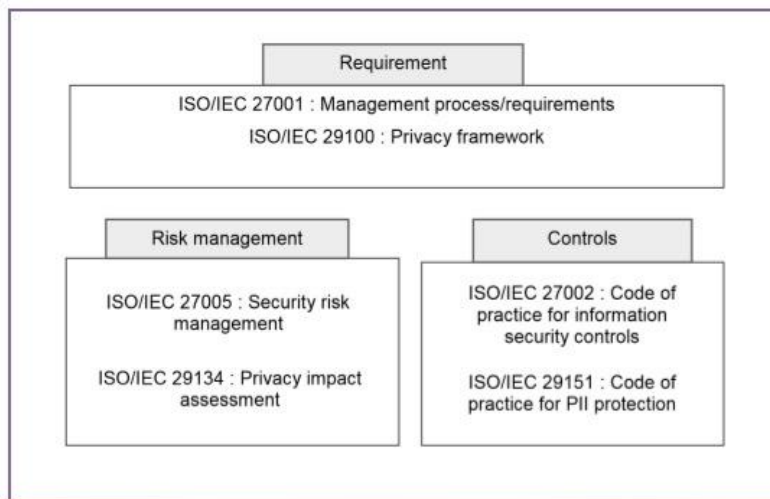 Requirement
ISO/IEC 27001 : Management process/requirements
ISO/IEC 29100 : Privacy framework
Risk management
ISO/IEC 27005 : Security risk
management
ISO/IEC 29134 : Privacy impact
assessment
Controls
ISO/IEC 27002 : Code of
practice for information
security controls
ISO/IEC 29151 : Code of
practice for PII protection